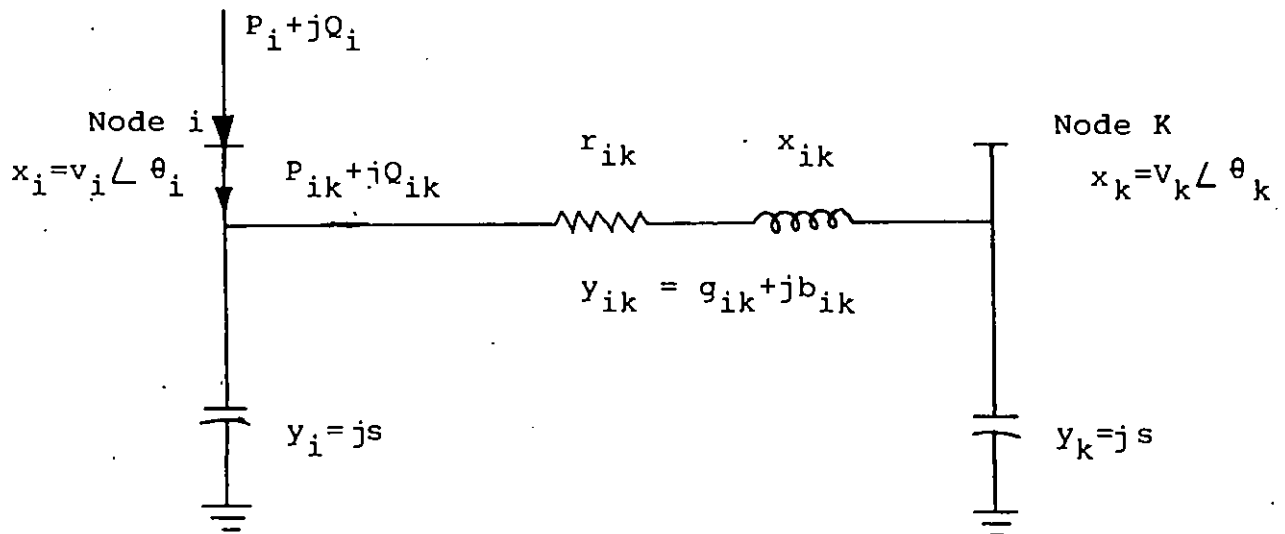 P_i+jQ_i
Node i
x_i=v_i∠θ_i
P_ik+jQ_ik
r_ik
x_ik
Node K
x_k=V_k∠θ_k
y_ik = g_ik+jb_ik
y_i=js
y_k=js